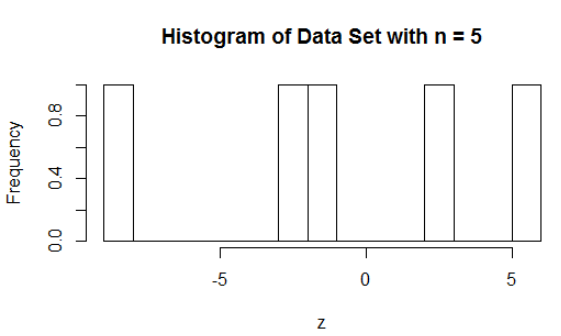 Histogram of Data Set with n = 5
Frequency
0.8
0.4
0.0
-5 0 5
z